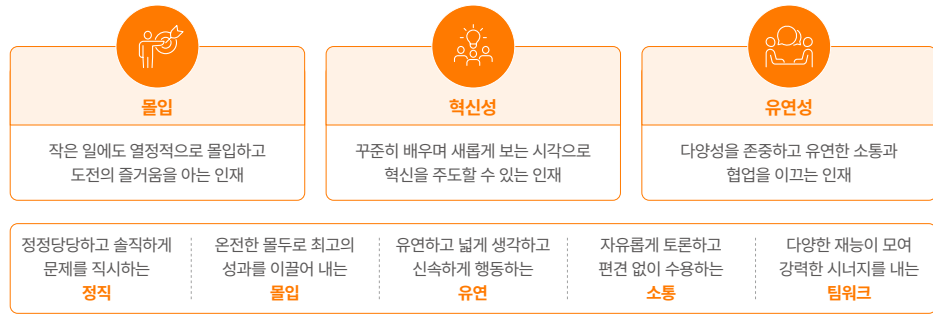 몰입
작은 일에도 열정적으로 몰입하고
도전의 즐거움을 아는 인재
혁신성
꾸준히 배우며 새롭게 보는 시각으로
혁신을 주도할 수 있는 인재
유연성
다양성을 존중하고 유연한 소통과
협업을 이끄는 인재
정정당당하고 솔직하게
문제를 직시하는
정직
온전한 몰두로 최고의
성과를 이끌어 내는
몰입
유연하고 넓게 생각하고
신속하게 행동하는
유연
자유롭게 토론하고
편견 없이 수용하는
소통
다양한 재능이 모여
강력한 시너지를 내는
팀워크